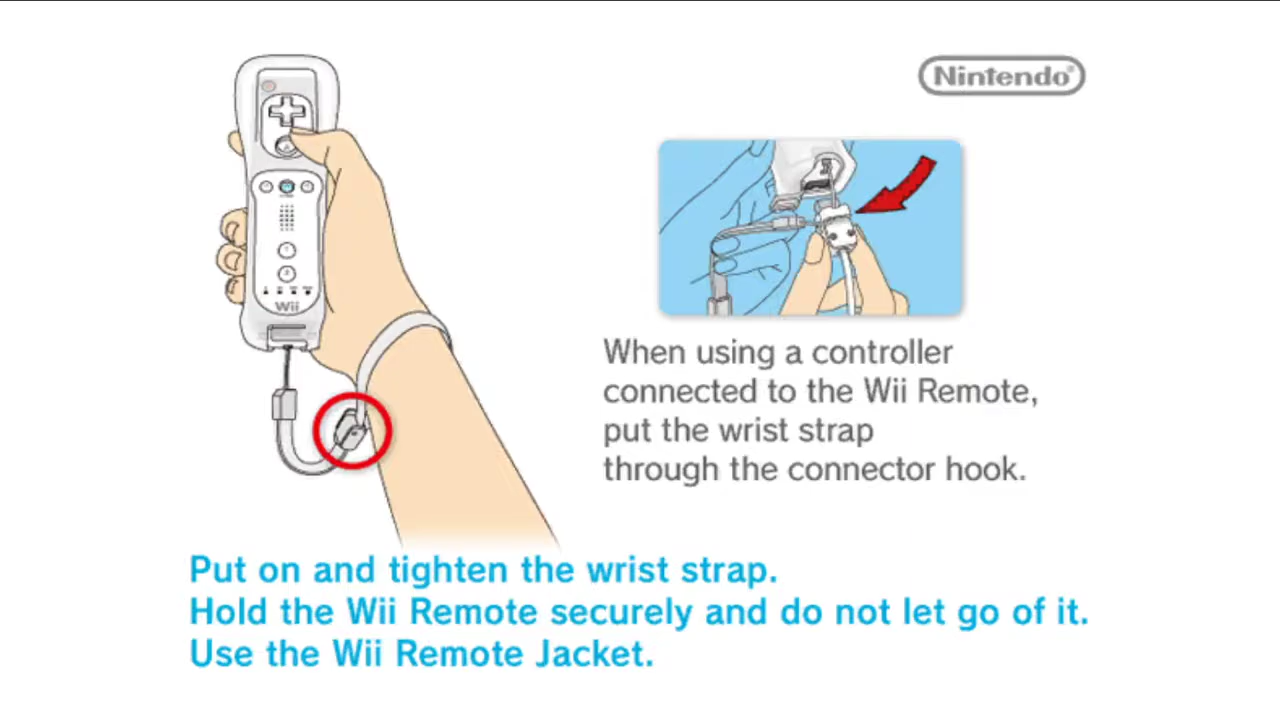 Nintendo®
When using a controller
connected to the Wii Remote,
put the wrist strap
through the connector hook.
Wii
Put on and tighten the wrist strap.
Hold the Wii Remote securely and do not let go of it.
Use the Wii Remote Jacket.